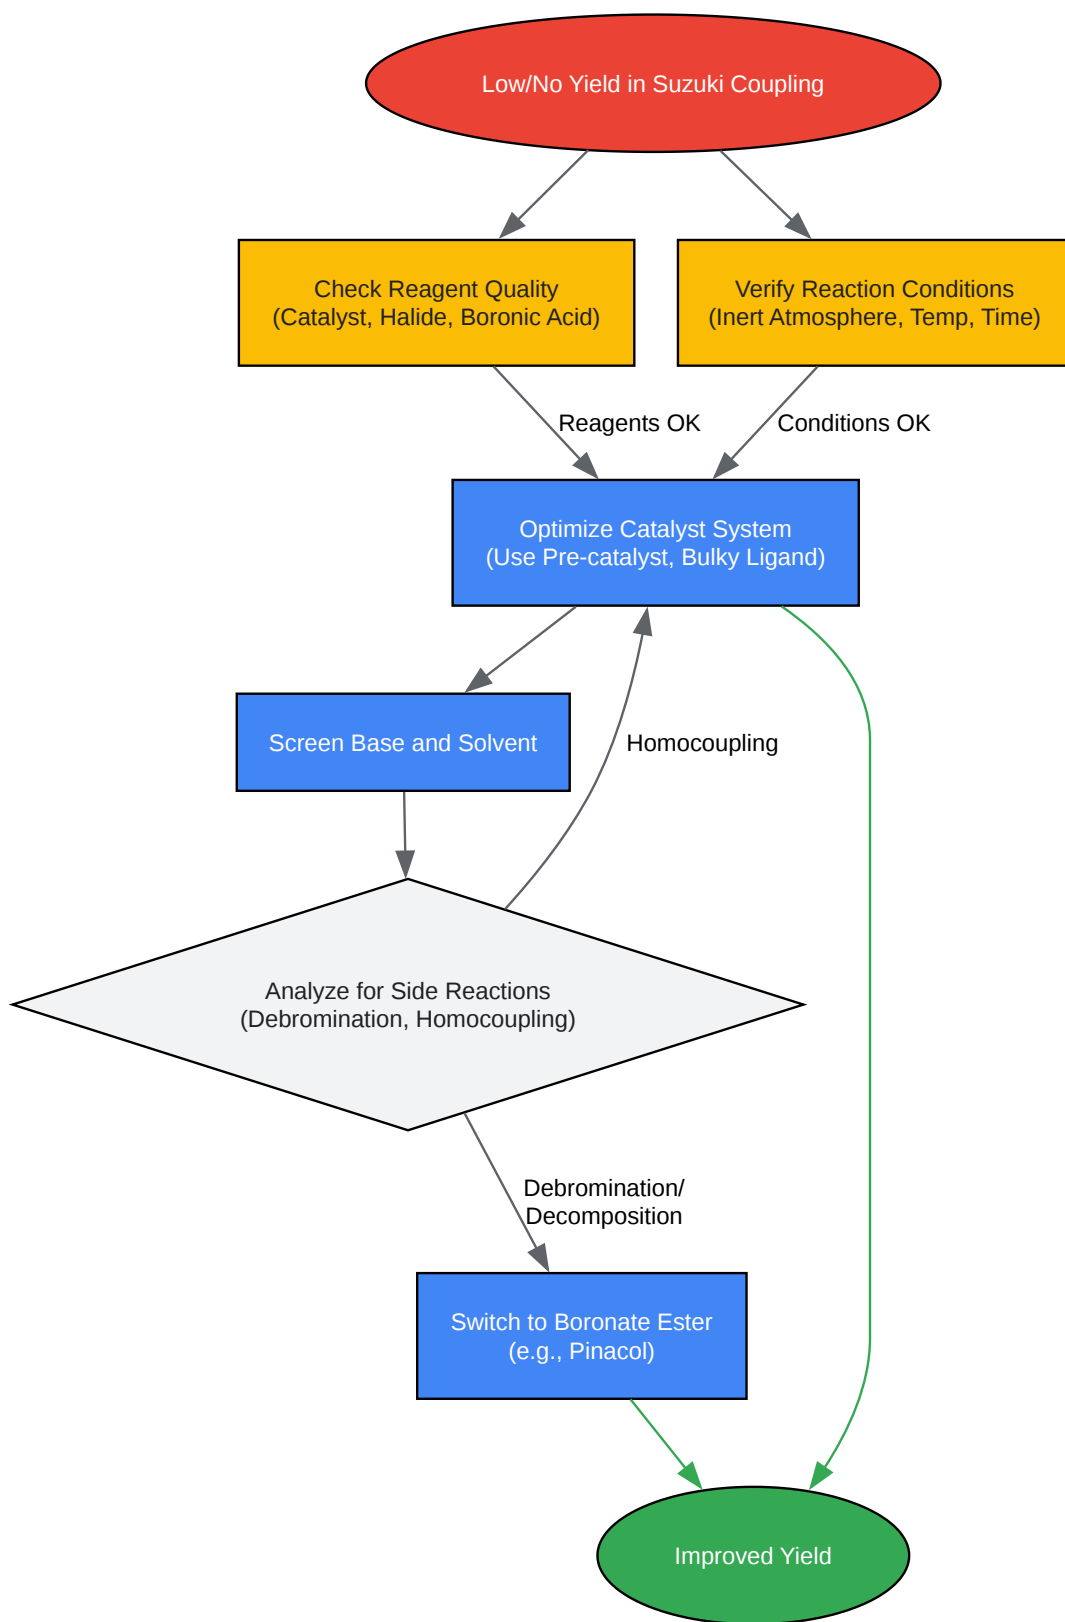 Low/No Yield in Suzuki Coupling
Check Reagent Quality
(Catalyst, Halide, Boronic Acid)
Verify Reaction Conditions
(Inert Atmosphere, Temp, Time)
Reagents OK
Conditions OK
Optimize Catalyst System
(Use Pre-catalyst, Bulky Ligand)
Screen Base and Solvent
Homocoupling
Analyze for Side Reactions
(Debromination, Homocoupling)
Debromination/
Decomposition
Switch to Boronate Ester
(e.g., Pinacol)
Improved Yield